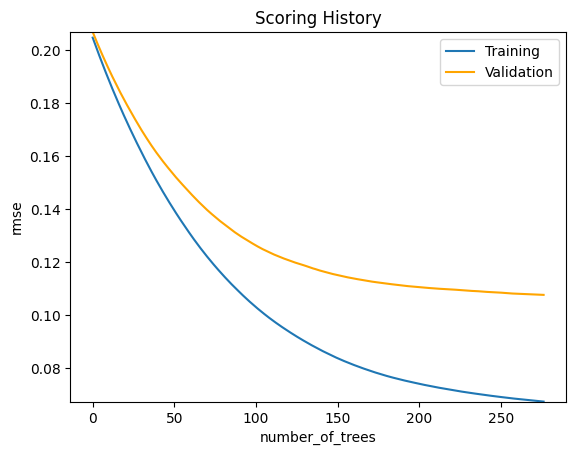 Scoring History
Training
Validation
rmse
0.20
0.18
0.16
0.14
0.12
0.10
0.08
0
50
100
150
200
250
number_of_trees